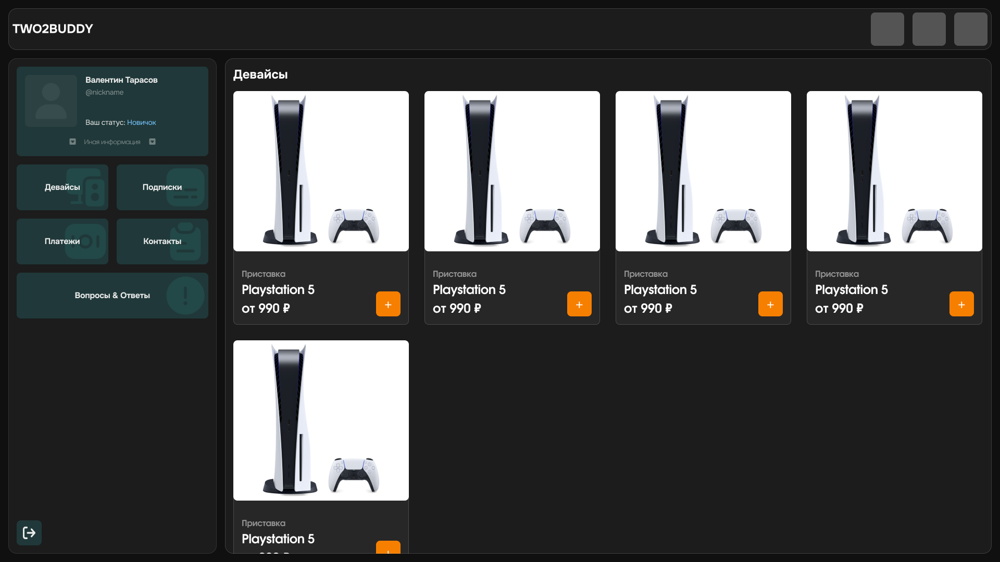 TWO2BUDDY
Валентин Тарасов
@nickname
Ваш статус: Новичок
Иная информация
Девайсы
Подписки
Платежи
Контакты
Вопросы & Ответы
Девайсы
Приставка
Playstation 5
от 990 ₽
+
Приставка
Playstation 5
от 990 ₽
+
Приставка
Playstation 5
от 990 ₽
+
Приставка
Playstation 5
от 990 ₽
+
Приставка
Playstation 5